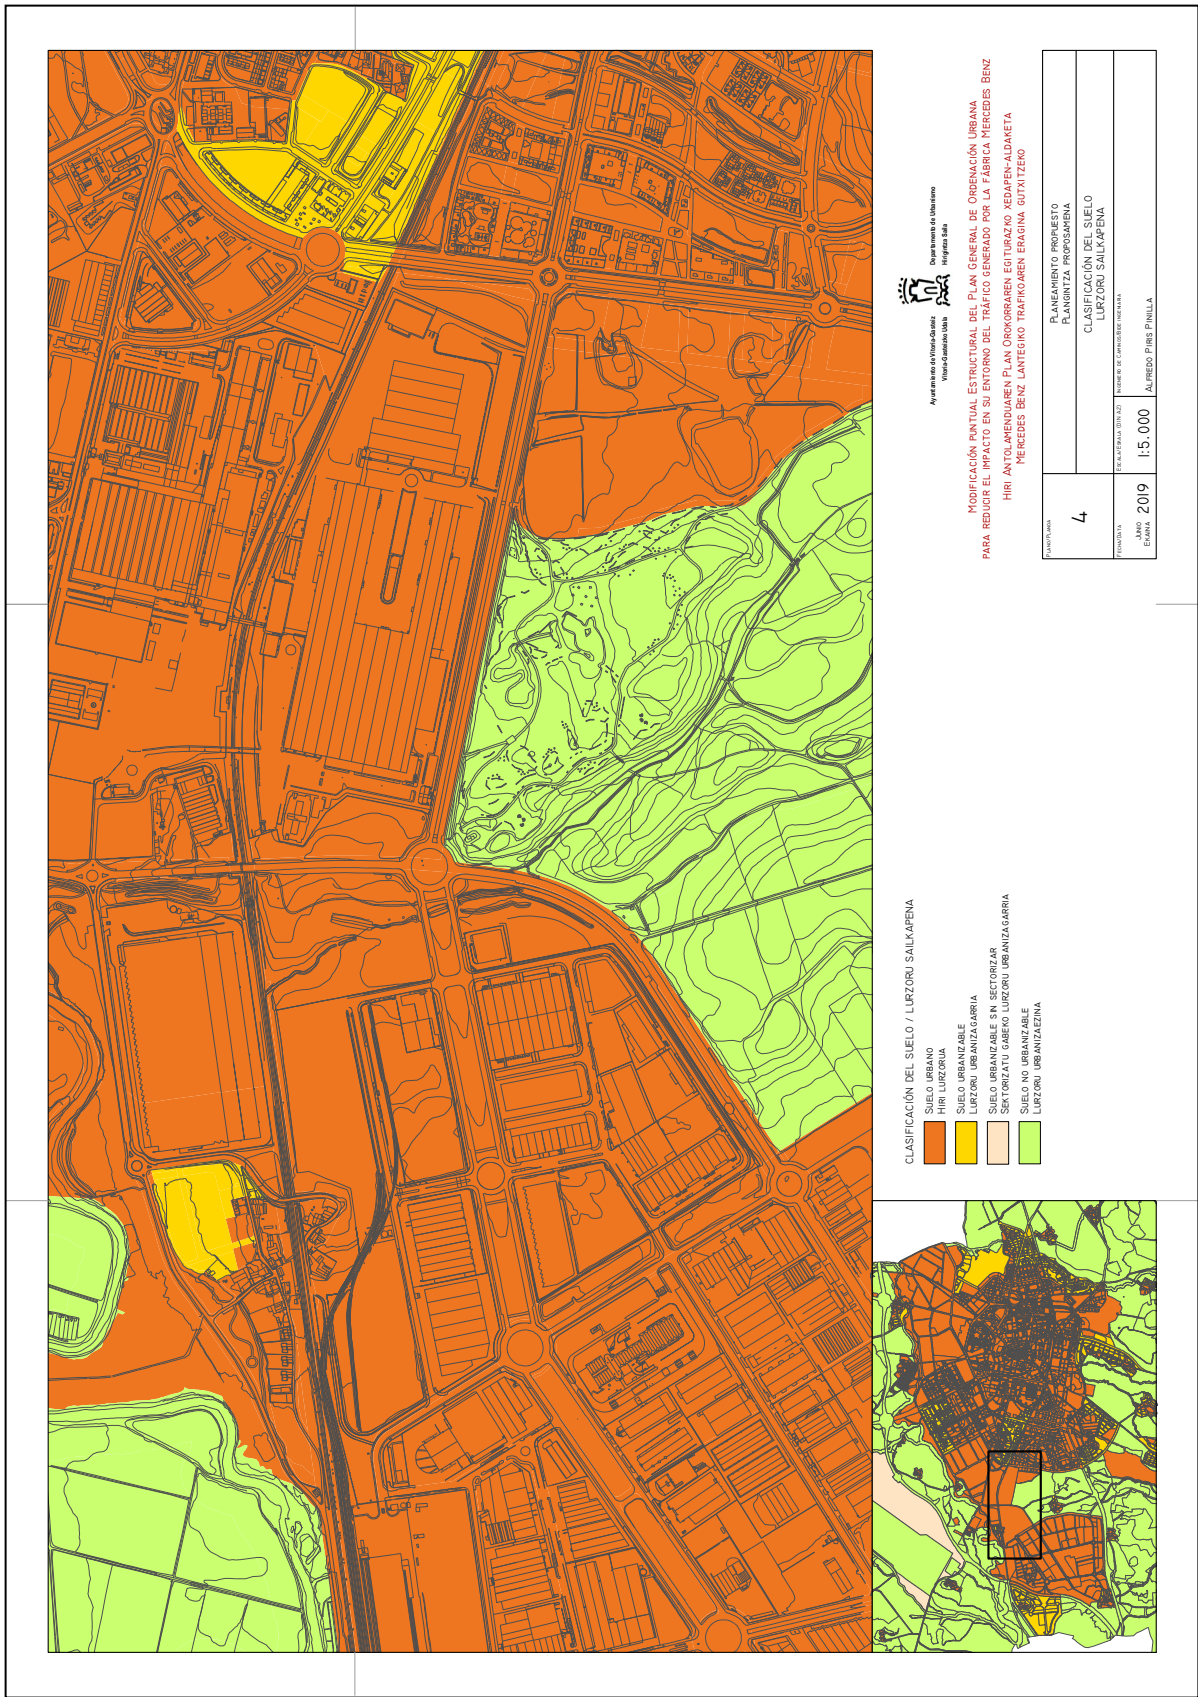 CLASIFICACIÓN DEL SUELO / LURZORU SAILKAPENA
SUELO URBANO
HIRI LURZORUA
SUELO URBANIZABLE
LURZORU URBANIZAGARRIA
SUELO URBANIZABLE SIN SECTORIZAR
SEKTORIZATU GABEKO LURZORU URBANIZAGARRIA
SUELO NO URBANIZABLE
LURZORU URBANIZAEZINA
Ayuntamiento de Vitoria-Gasteiz
Vitoria-Gasteizko Udala
Departamento de Urbanismo
Hirigintza Saila
MODIFICACIÓN PUNTUAL ESTRUCTURAL DEL PLAN GENERAL DE ORDENACIÓN URBANA
PARA REDUCIR EL IMPACTO EN SU ENTORNO DEL TRÁFICO GENERADO POR LA FÁBRICA MERCEDES BENZ
HIRI ANTOLAMENDUAREN PLAN OROKORRAREN EGITURAZKO XEDAPEN-ALDAKETA
MERCEDES BENZ LANTEGIKO TRAFIKOAREN ERAGINA GUTXITZEKO
PLANO/PLANOA
4
PLANEAMIENTO PROPUESTO
PLANGINTZA PROPOSAMENA
CLASIFICACIÓN DEL SUELO
LURZORU SAILKAPENA
FECHA/DATA
JUNIO
EKAINA
2019
ESCALA/ESKALA (DIN A2)
1:5.000
ALFREDO PIRIS PINILLA